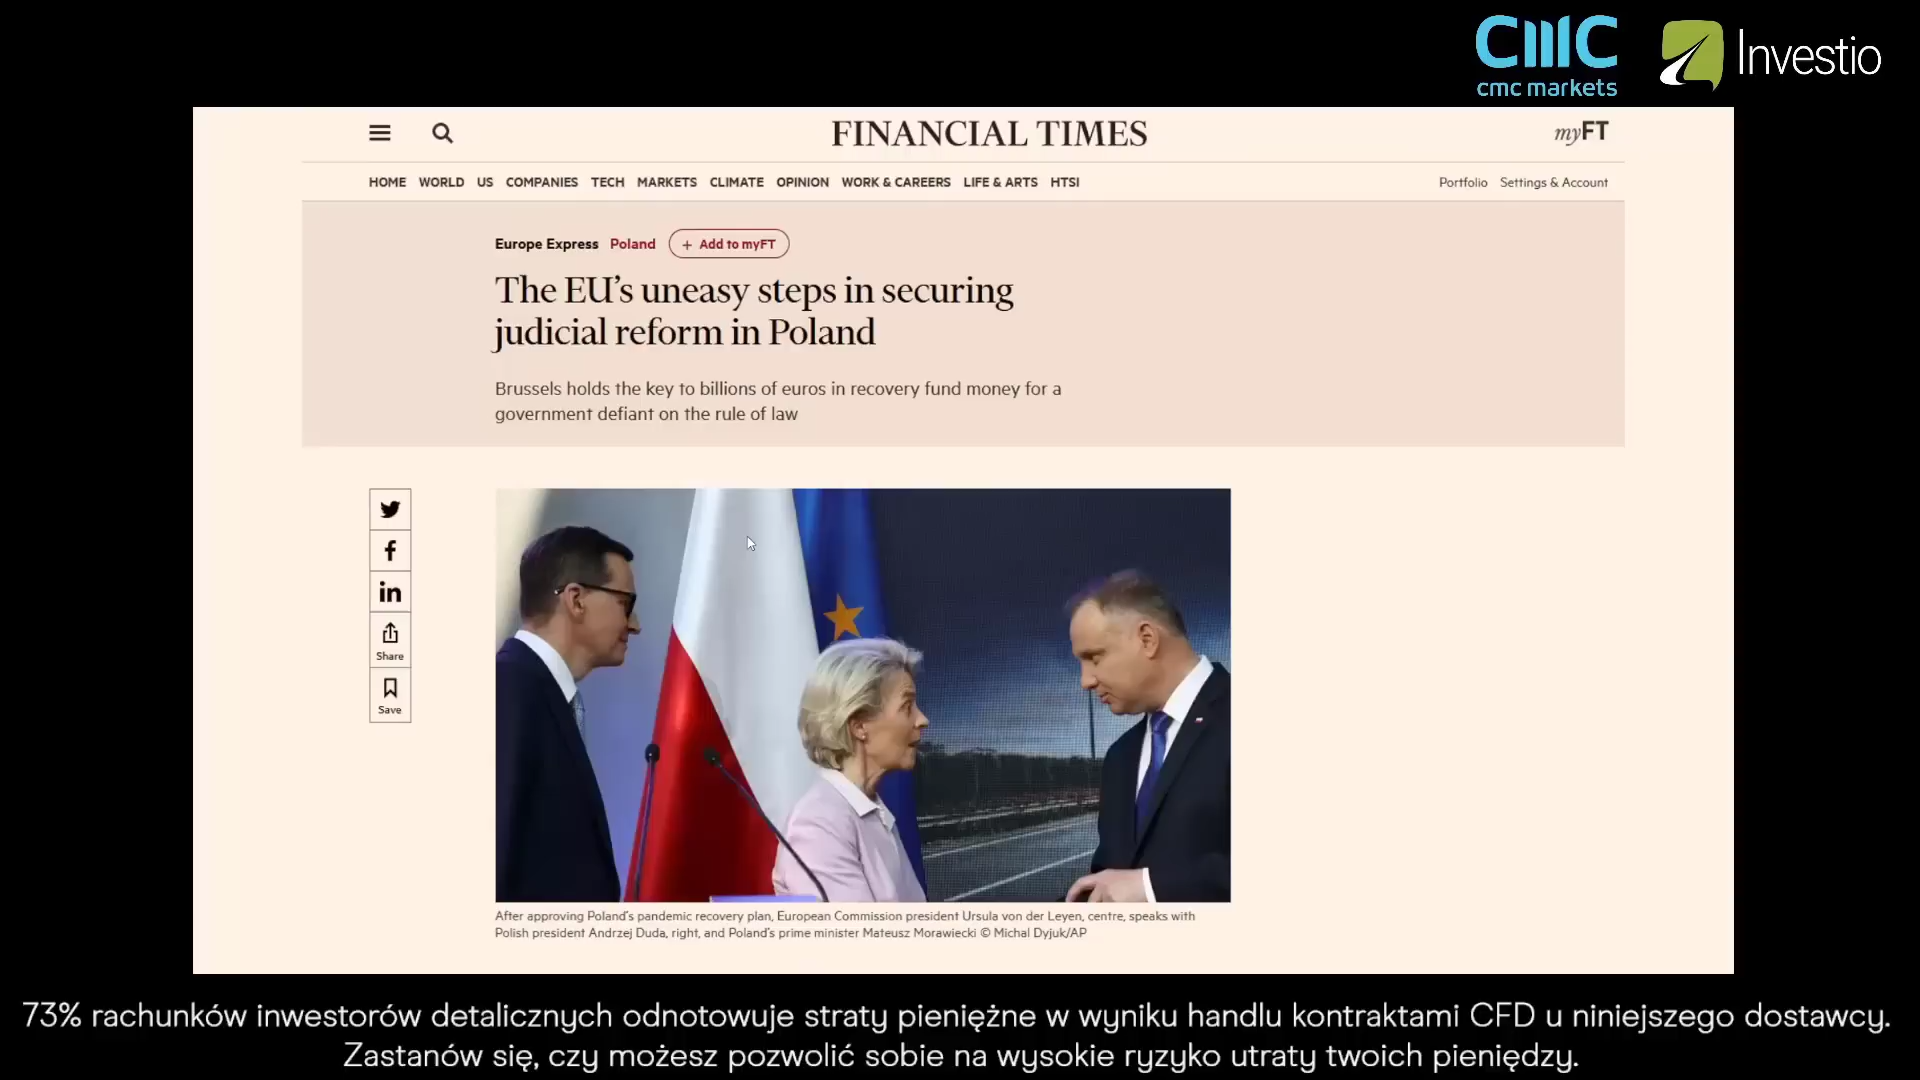 CMC
cmc markets
Investio
FINANCIAL TIMES
myFT
HOME WORLD US COMPANIES TECH MARKETS CLIMATE OPINION WORK & CAREERS LIFE & ARTS HTSI
Portfolio Settings & Account
Europe Express Poland + Add to myFT
The EU’s uneasy steps in securing
judicial reform in Poland
Brussels holds the key to billions of euros in recovery fund money for a
government defiant on the rule of law
Share
Save
After approving Poland’s pandemic recovery plan, European Commission president Ursula von der Leyen, centre, speaks with
Polish president Andrzej Duda, right, and Poland’s prime minister Mateusz Morawiecki © Michal Dyjuk/AP
73% rachunków inwestorów detalicznych odnotowuje straty pieniężne w wyniku handlu kontraktami CFD u niniejszego dostawcy.
Zastanów się, czy możesz pozwolić sobie na wysokie ryzyko utraty twoich pieniędzy.